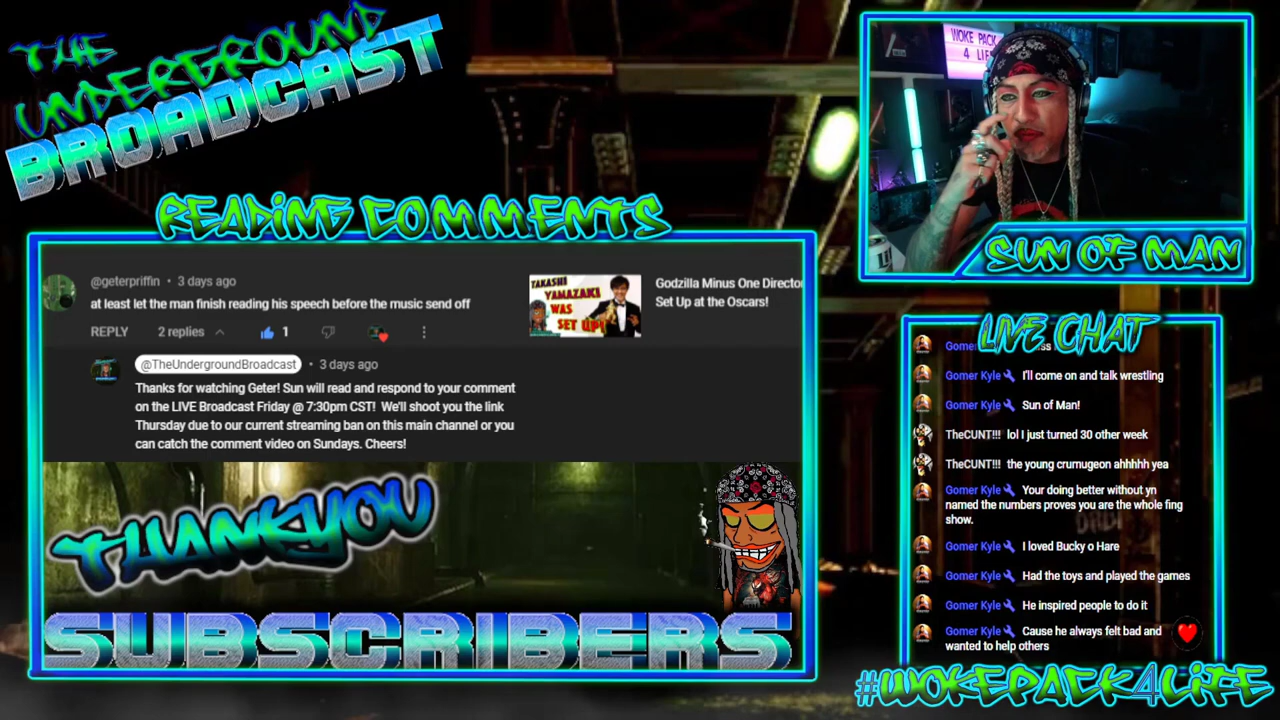 THE
UNDERGROUND
BROADCAST
READING COMMENTS
@geterpriffin • 3 days ago
at least let the man finish reading his speech before the music send off
REPLY 2 replies 1
TAKASHI
YAMAZAKI
WAS
SET UP!
Godzilla Minus One Director
Set Up at the Oscars!
@TheUndergroundBroadcast • 3 days ago
Thanks for watching Geter! Sun will read and respond to your comment
on the LIVE Broadcast Friday @ 7:30pm CST! We'll shoot you the link
Thursday due to our current streaming ban on this main channel or you
can catch the comment video on Sundays. Cheers!
THANKYOU
SUBSCRIBERS
WOKE PACK
4 LIFE
SUN OF MAN
LIVE CHAT
Gomer
Gomer Kyle I'll come on and talk wrestling
Gomer Kyle Sun of Man!
TheCUNT!!! lol I just turned 30 other week
TheCUNT!!! the young crumugeon ahhhhh yea
Gomer Kyle Your doing better without yn
named the numbers proves you are the whole fing
show.
Gomer Kyle I loved Bucky o Hare
Gomer Kyle Had the toys and played the games
Gomer Kyle He inspired people to do it
Gomer Kyle Cause he always felt bad and
wanted to help others
#WOKEPACK4LIFE